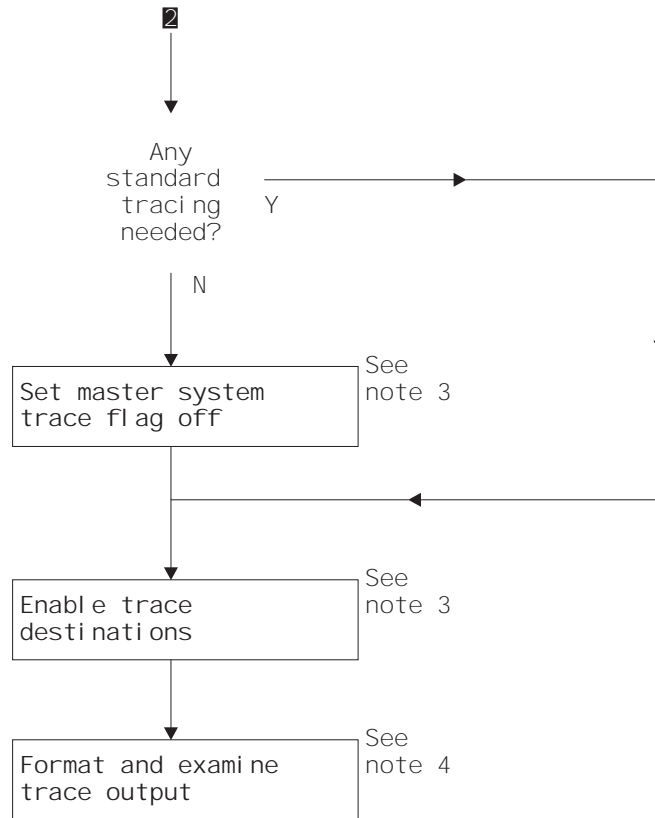 2
Any
standard
tracing
needed?
Y
N
See
note 3
Set master system
trace flag off
See
note 3
Enable trace
destinations
See
note 4
Format and examine
trace output